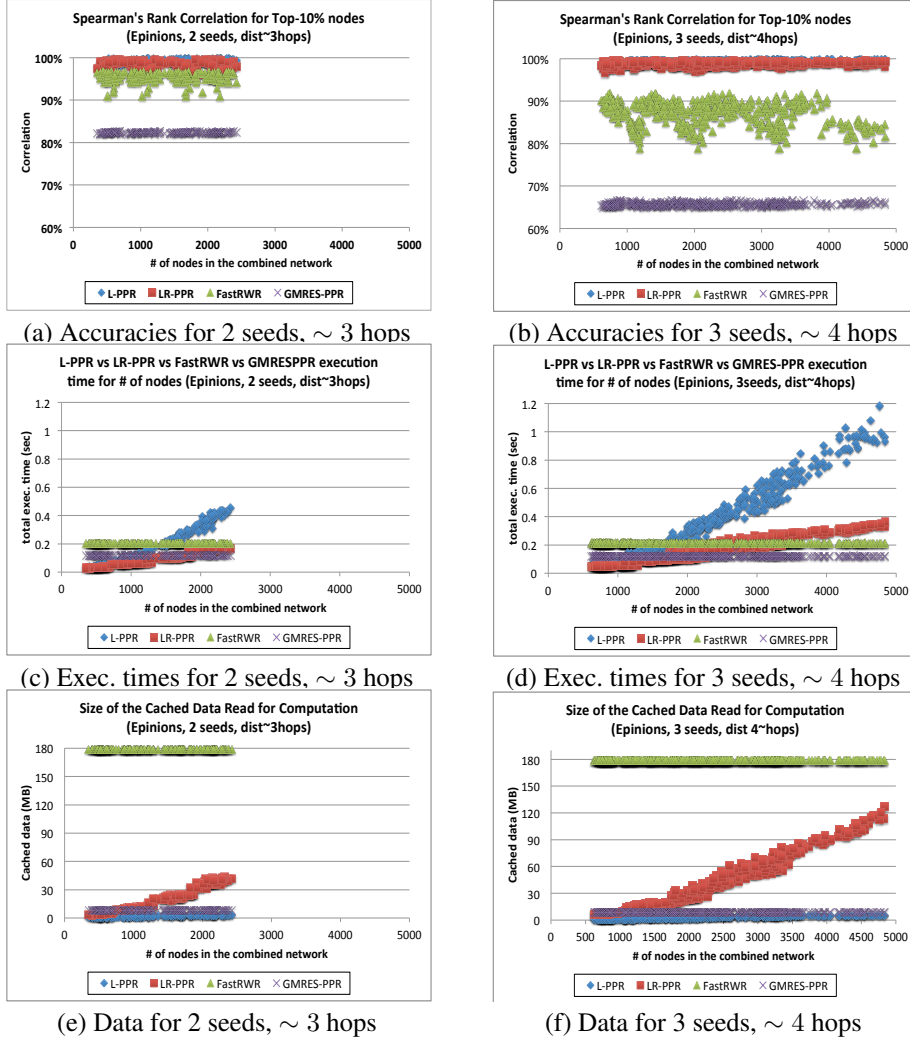 Spearman's Rank Correlation for Top-10% nodes
(Epinions, 2 seeds, dist~3hops)
100%
90%
80%
70%
60%
Correlation
0 1000 2000 3000 4000 5000
# of nodes in the combined network
L-PPR LR-PPR FastRWR GMRES-PPR
(a) Accuracies for 2 seeds, ∼ 3 hops
Spearman's Rank Correlation for Top-10% nodes
(Epinions, 3 seeds, dist~4hops)
100%
90%
80%
70%
60%
Correlation
0 1000 2000 3000 4000 5000
# of nodes in the combined network
L-PPR LR-PPR FastRWR GMRES-PPR
(b) Accuracies for 3 seeds, ∼ 4 hops
L-PPR vs LR-PPR vs FastRWR vs GMRESPPR execution
time for # of nodes (Epinions, 2 seeds, dist~3hops)
1.2
1
0.8
0.6
0.4
0.2
0
total exec. time (sec)
0 1000 2000 3000 4000 5000
# of nodes in the combined network
L-PPR LR-PPR FastRWR GMRES-PPR
(c) Exec. times for 2 seeds, ∼ 3 hops
L-PPR vs LR-PPR vs FastRWR vs GMRES-PPR execution
time for # of nodes (Epinions, 3seeds, dist~4hops)
1.2
1
0.8
0.6
0.4
0.2
0
total exec. time (sec)
0 1000 2000 3000 4000 5000
# of nodes in the combined network
L-PPR LR-PPR FastRWR GMRES-PPR
(d) Exec. times for 3 seeds, ∼ 4 hops
Size of the Cached Data Read for Computation
(Epinions, 2 seeds, dist~3hops)
180
150
120
90
60
30
0
Cached data (MB)
0 1000 2000 3000 4000 5000
# of nodes in the combined network
L-PPR LR-PPR FastRWR GMRES-PPR
(e) Data for 2 seeds, ∼ 3 hops
Size of the Cached Data Read for Computation
(Epinions, 3 seeds, dist 4~hops)
180
150
120
90
60
30
0
Cached data (MB)
0 500 1000 1500 2000 2500 3000 3500 4000 4500 5000
# of nodes in the combined network
L-PPR LR-PPR FastRWR GMRES-PPR
(f) Data for 3 seeds, ∼ 4 hops